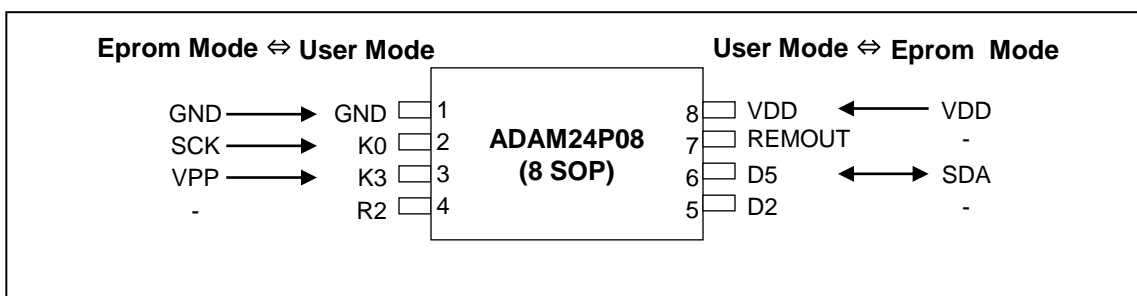 Eprom Mode ⇔ User Mode User Mode ⇔ Eprom Mode
GND GND 1 8 VDD VDD
SCK K0 2 ADAM24P08 7 REMOUT -
VPP K3 3 (8 SOP) 6 D5 SDA
- R2 4 5 D2 -